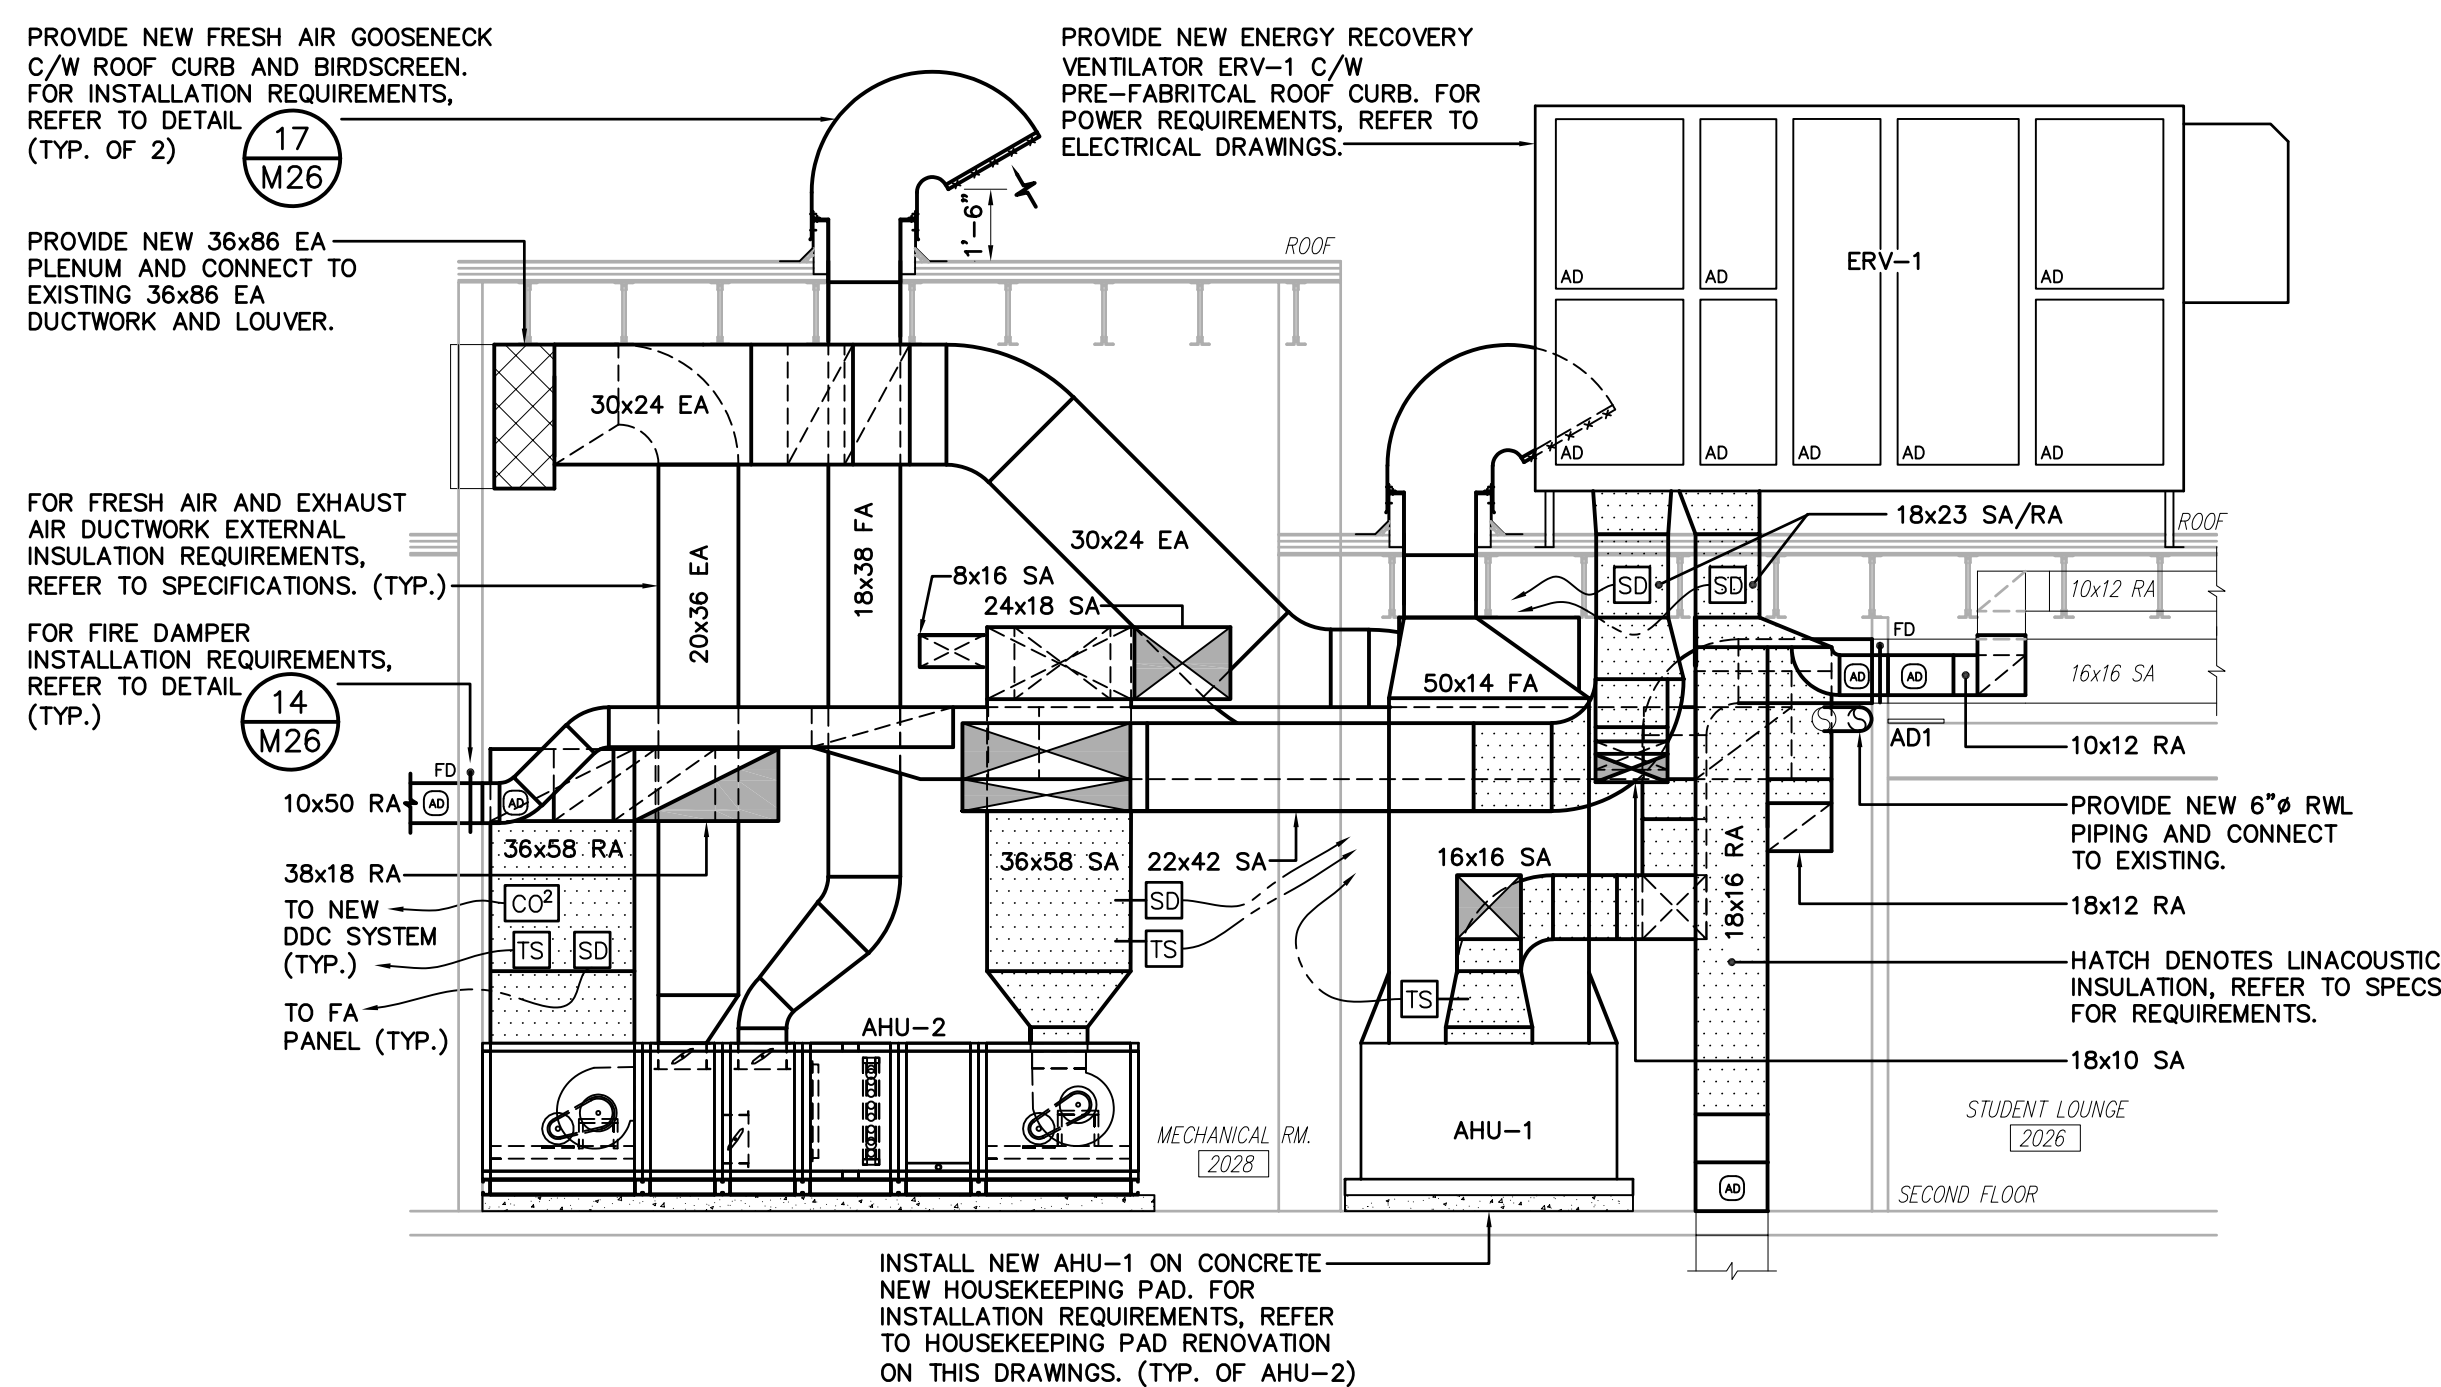 PROVIDE NEW FRESH AIR GOOSENECK
C/W ROOF CURB AND BIRDSCREEN.
FOR INSTALLATION REQUIREMENTS,
REFER TO DETAIL
(TYP. OF 2)
17
M26
PROVIDE NEW ENERGY RECOVERY
VENTILATOR ERV-1 C/W
PRE-FABRITCAL ROOF CURB. FOR
POWER REQUIREMENTS, REFER TO
ELECTRICAL DRAWINGS.
1'-6"
PROVIDE NEW 36x86 EA
PLENUM AND CONNECT TO
EXISTING 36x86 EA
DUCTWORK AND LOUVER.
ROOF
ERV-1
AD
AD
AD
AD
AD
AD
AD
AD
30x24 EA
FOR FRESH AIR AND EXHAUST
AIR DUCTWORK EXTERNAL
INSULATION REQUIREMENTS,
REFER TO SPECIFICATIONS. (TYP.)
20x36 EA
18x38 FA
30x24 EA
8x16 SA
24x18 SA
18x23 SA/RA
ROOF
SD
SD
10x12 RA
FOR FIRE DAMPER
INSTALLATION REQUIREMENTS,
REFER TO DETAIL
(TYP.)
14
M26
FD
16x16 SA
AD
AD
50x14 FA
AD1
10x12 RA
FD
AD
AD
10x50 RA
PROVIDE NEW 6"ø RWL
PIPING AND CONNECT
TO EXISTING.
36x58 RA
38x18 RA
36x58 SA
22x42 SA
16x16 SA
18x16 RA
CO2
TO NEW
DDC SYSTEM
(TYP.)
TS
SD
SD
TS
18x12 RA
HATCH DENOTES LINACOUSTIC
INSULATION, REFER TO SPECS
FOR REQUIREMENTS.
TO FA
PANEL (TYP.)
TS
AHU-2
18x10 SA
STUDENT LOUNGE
2026
MECHANICAL RM.
2028
AHU-1
AD
SECOND FLOOR
INSTALL NEW AHU-1 ON CONCRETE
NEW HOUSEKEEPING PAD. FOR
INSTALLATION REQUIREMENTS, REFER
TO HOUSEKEEPING PAD RENOVATION
ON THIS DRAWINGS. (TYP. OF AHU-2)